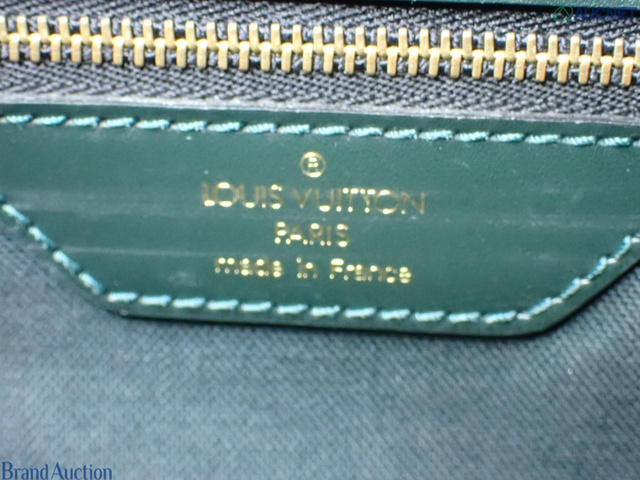 ®
LOUIS VUITTON
PARIS
made in France
Brand Auction